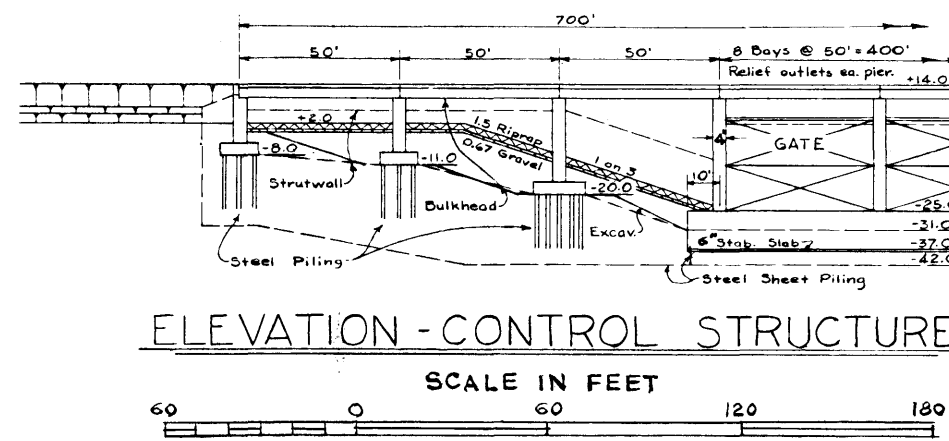 700'
50' 50' 50' 8 Bays @ 50' = 400'
Relief outlets ea. pier.
+14.0
+2.0
1.5 Riprap
0.67 Gravel
4'
GATE
-8.0
-11.0
1 on 3
10'
Strutwall
-20.0
Bulkhead
-25.0
Excav.
-31.0
6" Stab. Slab
-37.0
Steel Piling
-42.0
Steel Sheet Piling
ELEVATION - CONTROL STRUCTURE
SCALE IN FEET
60 0 60 120 180